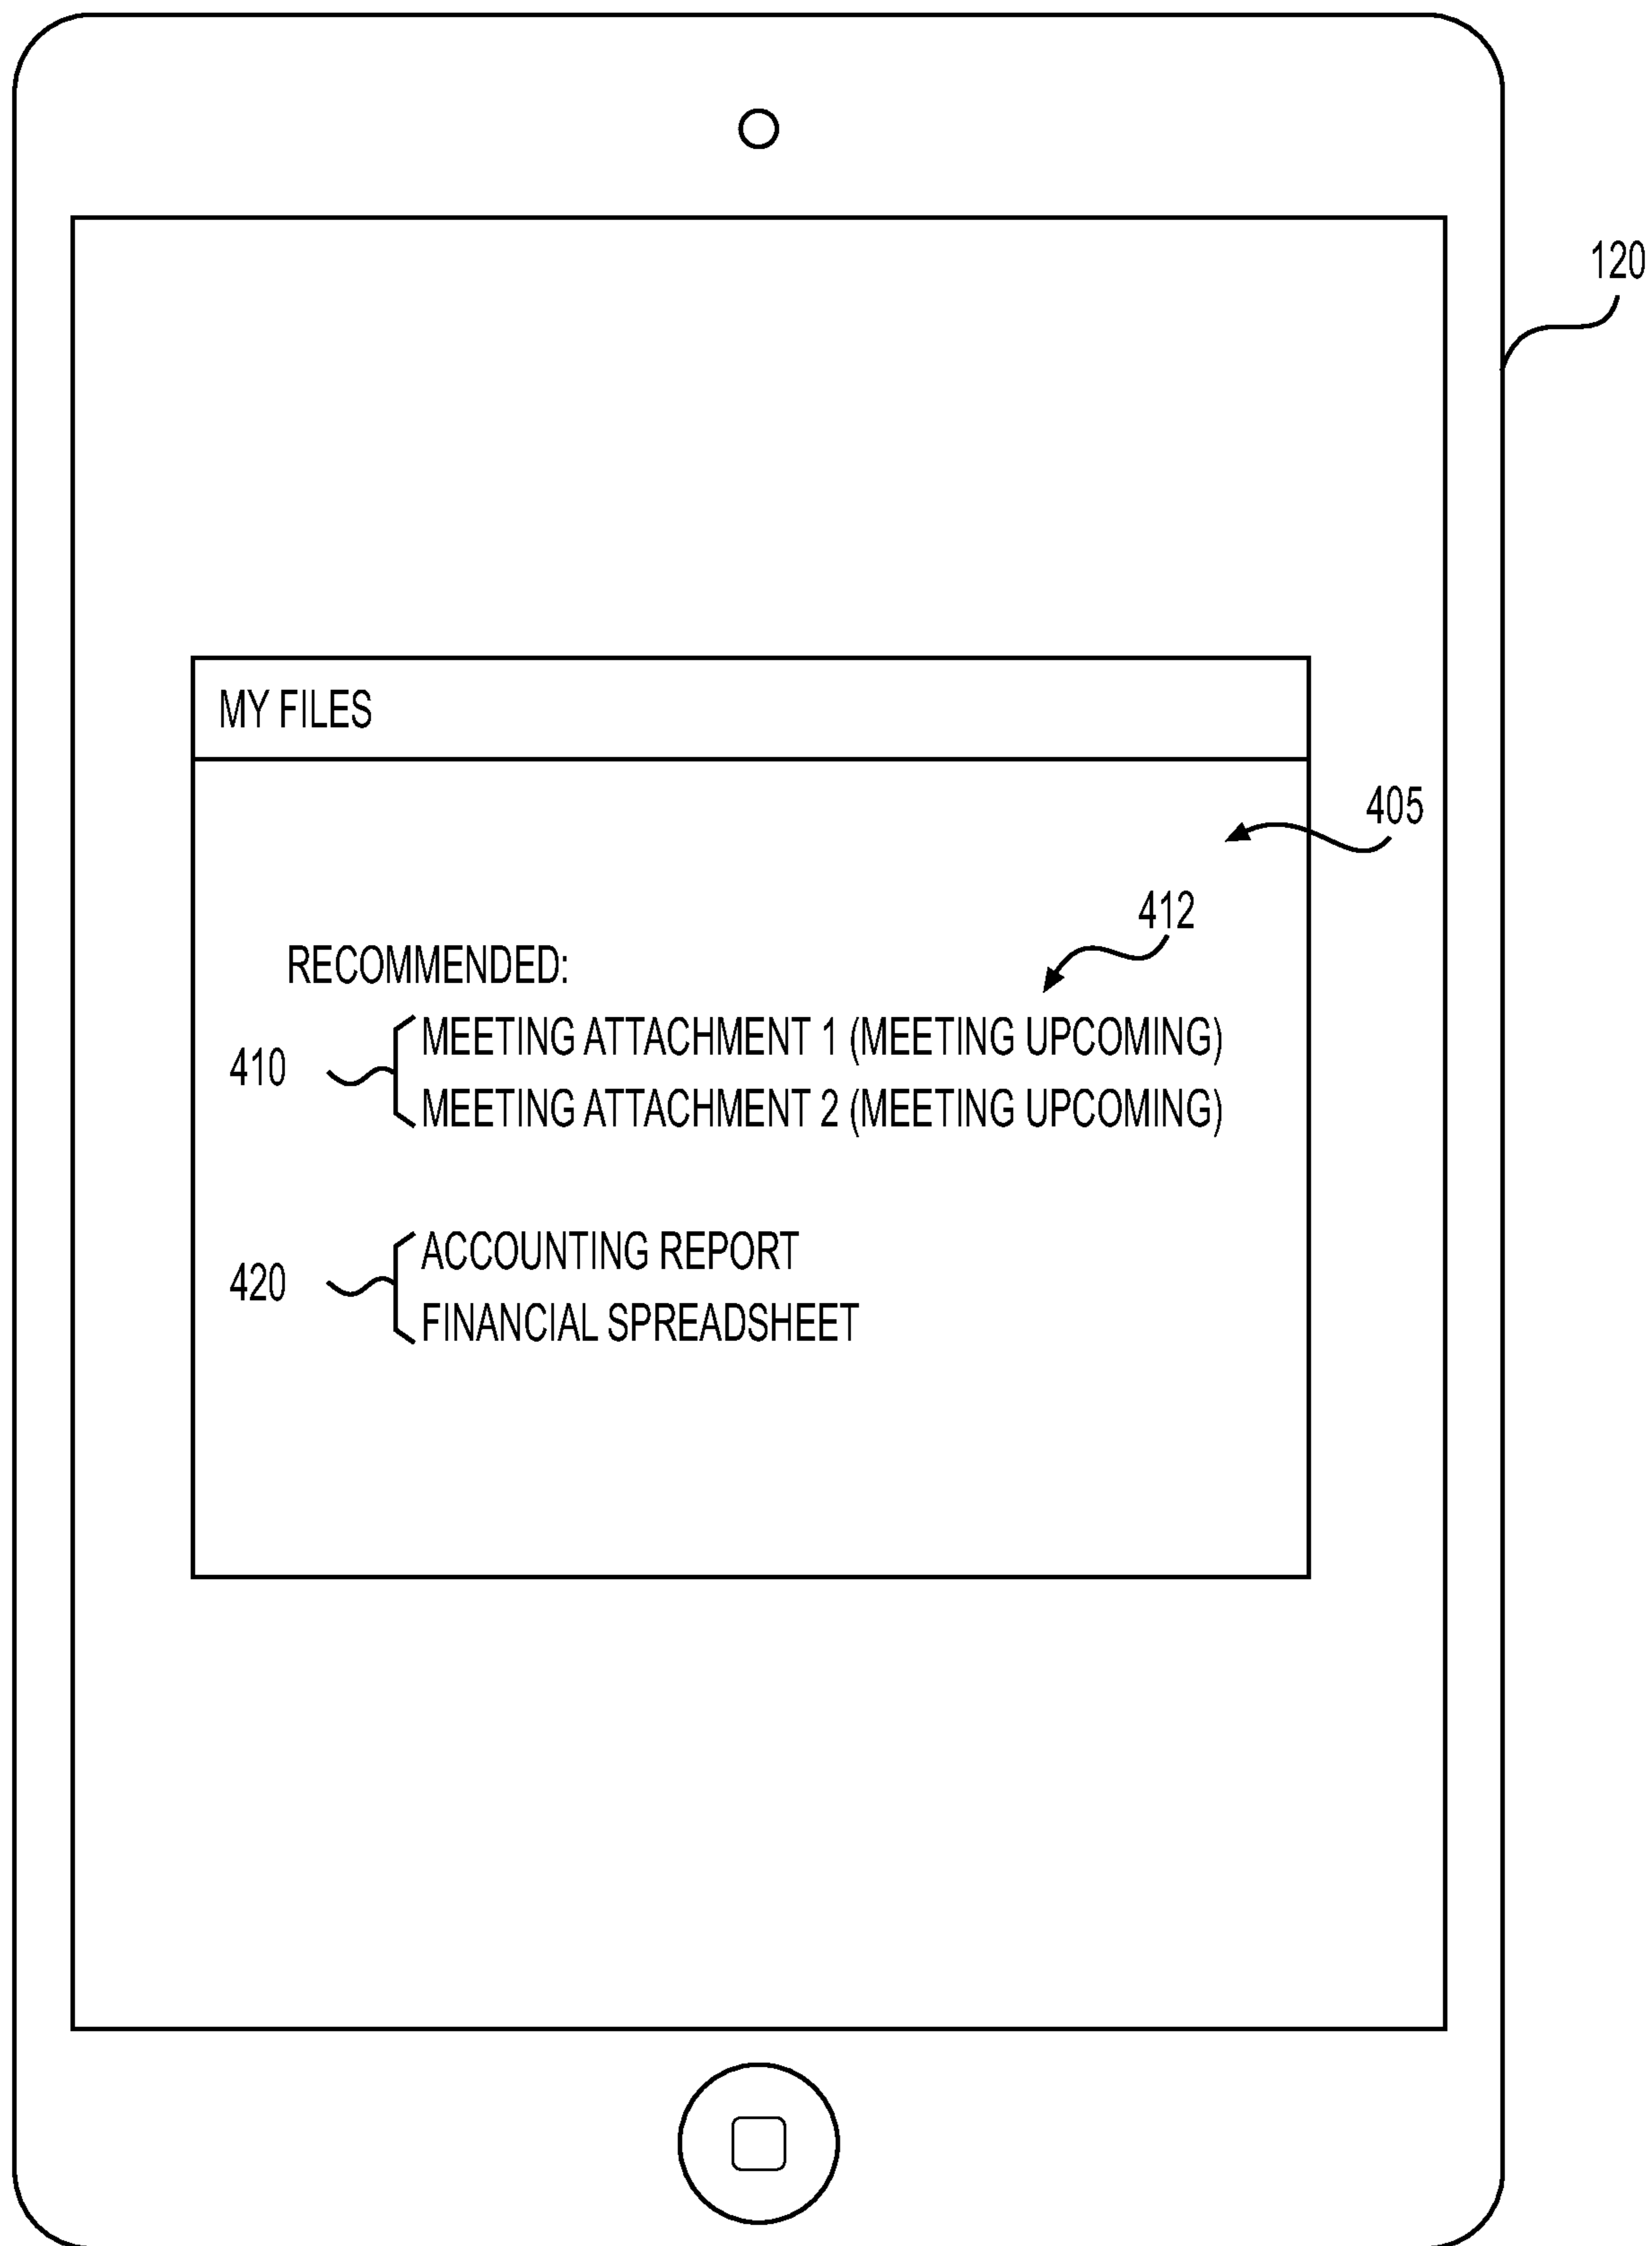 120
MY FILES
405
412
RECOMMENDED:
410
MEETING ATTACHMENT 1 (MEETING UPCOMING)
MEETING ATTACHMENT 2 (MEETING UPCOMING)
420
ACCOUNTING REPORT
FINANCIAL SPREADSHEET